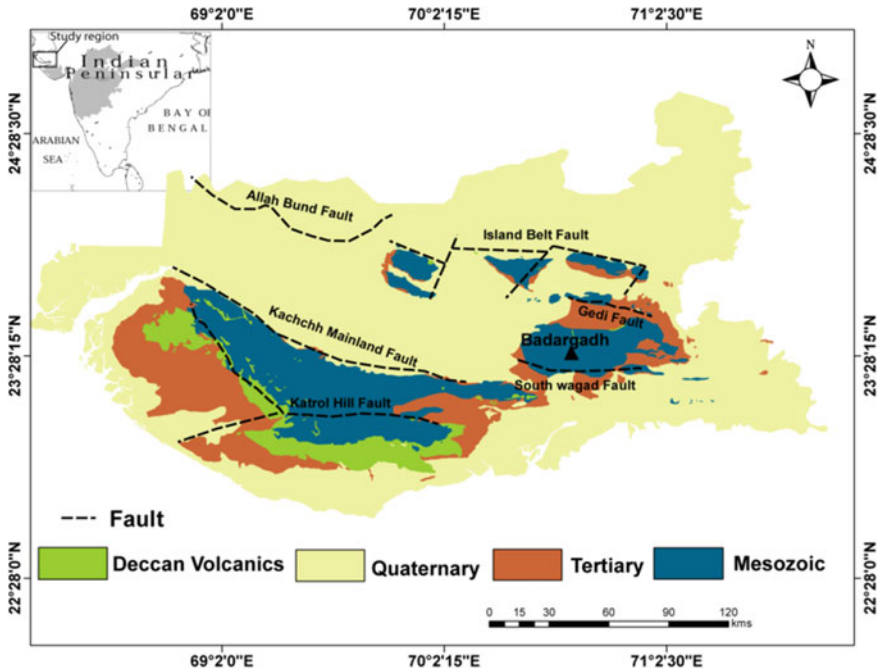 69°2'0"E 70°2'15"E 71°2'30"E
Study region
Indian
Peninsular
BAY OF
BENGAL
ARABIAN
SEA
N
24°28'30"N
24°28'30"N
Allah Bund Fault
Island Belt Fault
Gedi Fault
Kachchh Mainland Fault
Badargadh
23°28'15"N
23°28'15"N
South wagad Fault
Katrol Hill Fault
Fault
Deccan Volcanics Quaternary Tertiary Mesozoic
22°28'0"N
22°28'0"N
0 15 30 60 90 120
kms
69°2'0"E 70°2'15"E 71°2'30"E